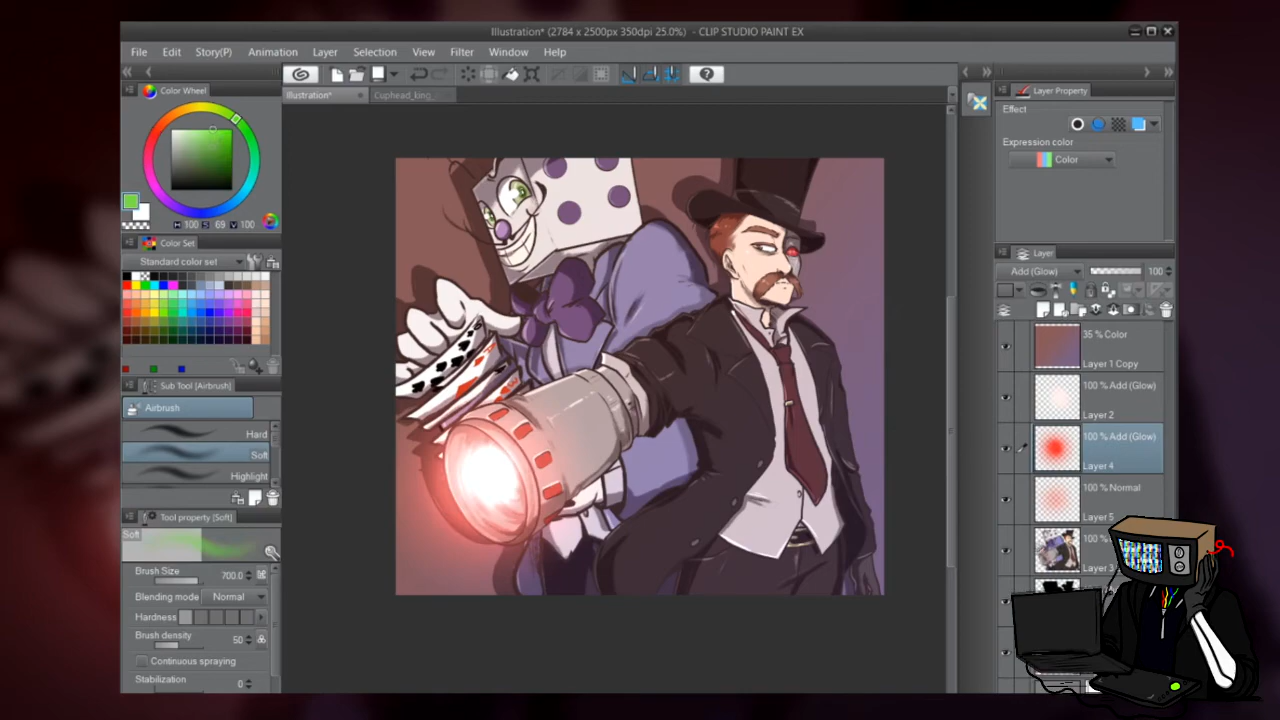 Illustration* (2784 x 2500px 350dpi 25.0%) - CLIP STUDIO PAINT EX
File Edit Story(P) Animation Layer Selection View Filter Window Help
Illustration* Cuphead_king_
Color Wheel
H 100 S 69 V 100
Color Set
Standard color set
Sub Tool [Airbrush]
Airbrush
Hard
Soft
Highlight
Tool property [Soft]
Soft
Brush Size 700.0
Blending mode Normal
Hardness
Brush density 50
Continuous spraying
Stabilization 0
Layer Property
Effect
Expression color
Color
Layer
Add (Glow) 100
35 % Color
Layer 1 Copy
100 % Add (Glow)
Layer 2
100 % Add (Glow)
Layer 4
100 % Normal
Layer 5
100 %
Layer 3